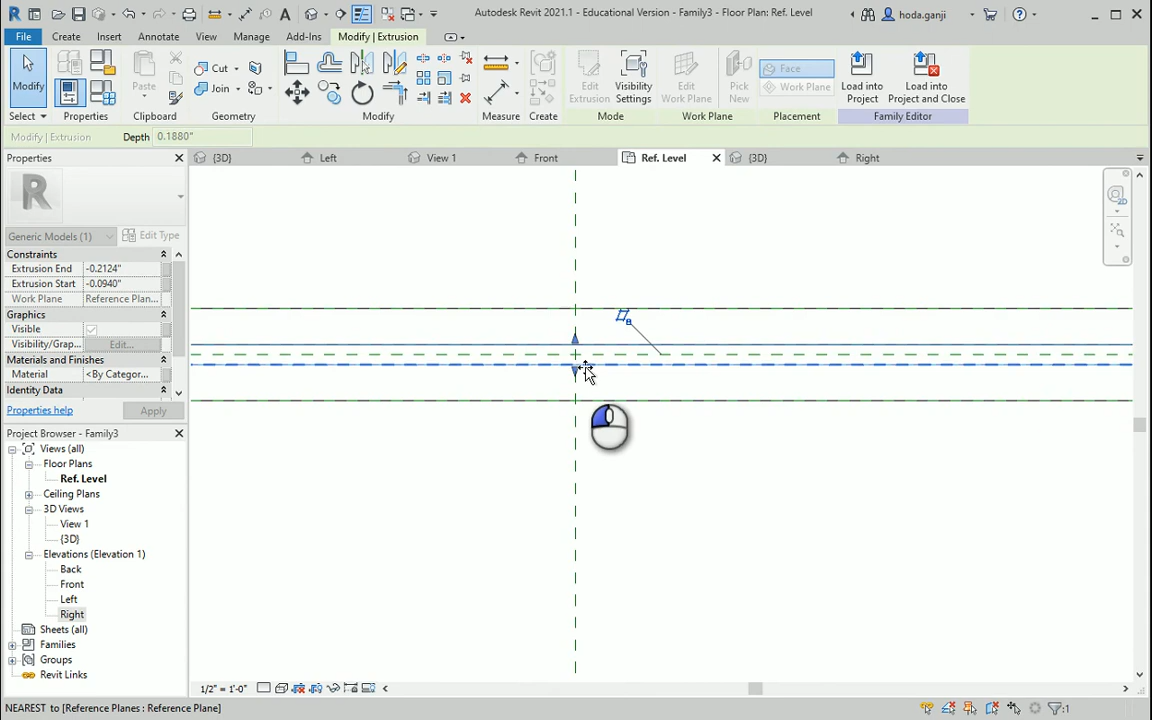 Autodesk Revit 2021.1 - Educational Version - Family3 - Floor Plan: Ref. Level
hoda.ganji
File Create Insert Annotate View Manage Add-Ins Modify | Extrusion
Cut
Join
Modify Paste Edit Extrusion Visibility Settings Edit Work Plane Pick New Face Work Plane Load into Project Load into Project and Close
Select Properties Clipboard Geometry Modify Measure Create Mode Work Plane Placement Family Editor
Modify | Extrusion Depth 0.1880"
Properties {3D} Left View 1 Front Ref. Level {3D} Right
Generic Models (1) Edit Type
Constraints
Extrusion End -0.2124"
Extrusion Start -0.0940"
Work Plane Reference Plan...
Graphics
Visible
Visibility/Grap... Edit...
Materials and Finishes
Material <By Categor...
Identity Data
Properties help Apply
Project Browser - Family3
Views (all)
Floor Plans
Ref. Level
Ceiling Plans
3D Views
View 1
{3D}
Elevations (Elevation 1)
Back
Front
Left
Right
Sheets (all)
Families
Groups
Revit Links
1/2" = 1'-0"
NEAREST to [Reference Planes : Reference Plane]
:1